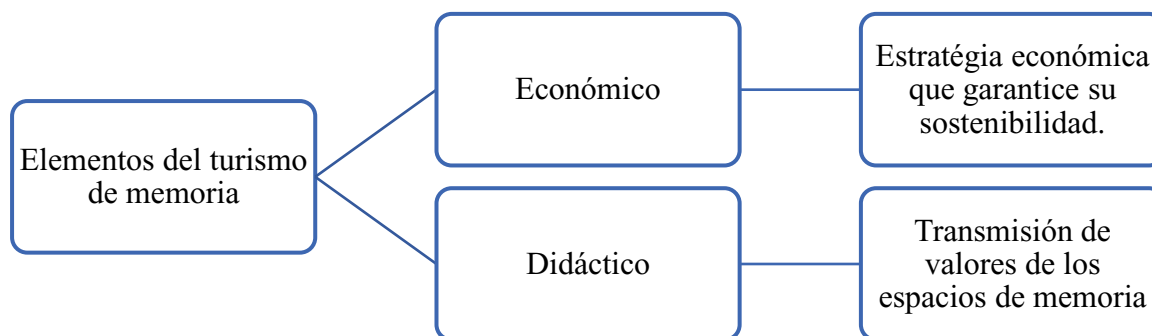 Elementos del turismo
de memoria
Económico
Estratégia económica
que garantice su
sostenibilidad.
Didáctico
Transmisión de
valores de los
espacios de memoria